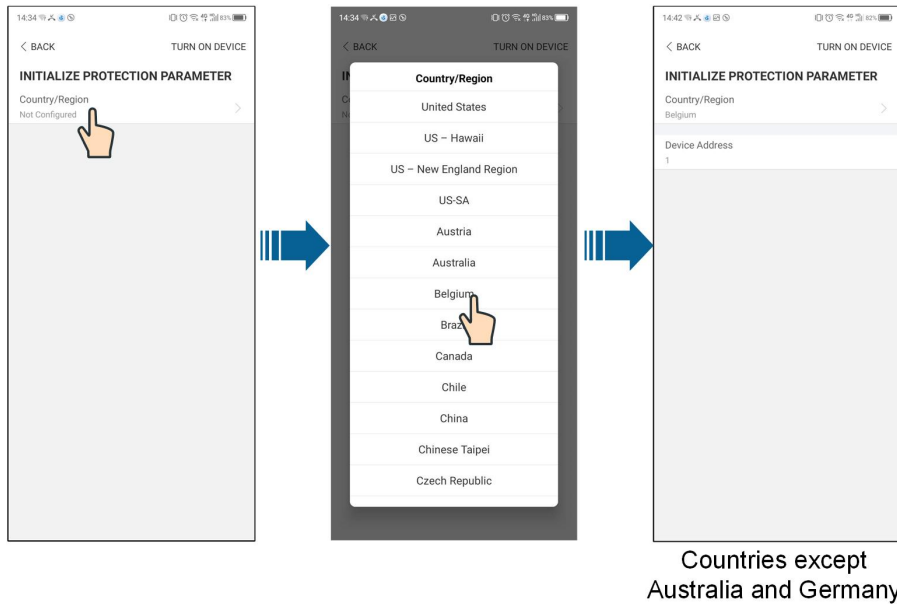 14:34
83%
BACK
TURN ON DEVICE
INITIALIZE PROTECTION PARAMETER
Country/Region
Not Configured
14:34
83%
BACK
TURN ON DEVICE
Country/Region
United States
US – Hawaii
US – New England Region
US-SA
Austria
Australia
Belgium
Canada
Chile
China
Chinese Taipei
Czech Republic
14:42
82%
BACK
TURN ON DEVICE
INITIALIZE PROTECTION PARAMETER
Country/Region
Belgium
Device Address
1
Countries except
Australia and Germany